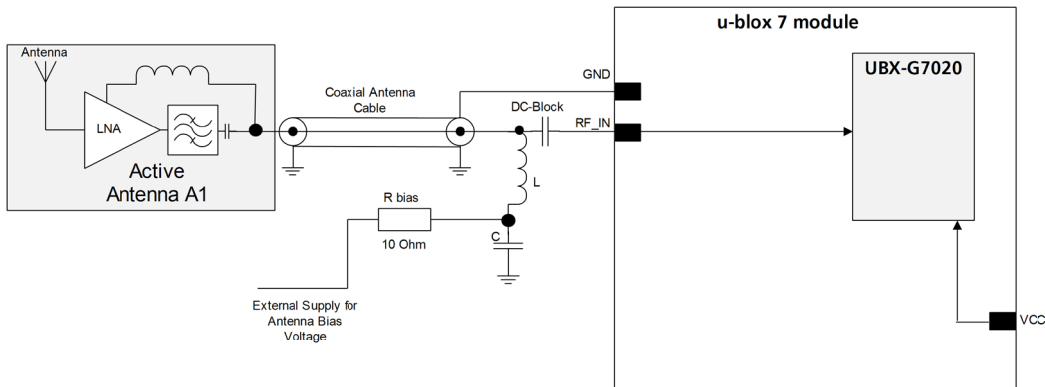 u-blox 7 module
Antenna
UBX-G7020
GND
Coaxial Antenna
Cable
DC-Block
RF_IN
LNA
Active
Antenna A1
L
R bias
10 Ohm
C
External Supply for
Antenna Bias
Voltage
VCC